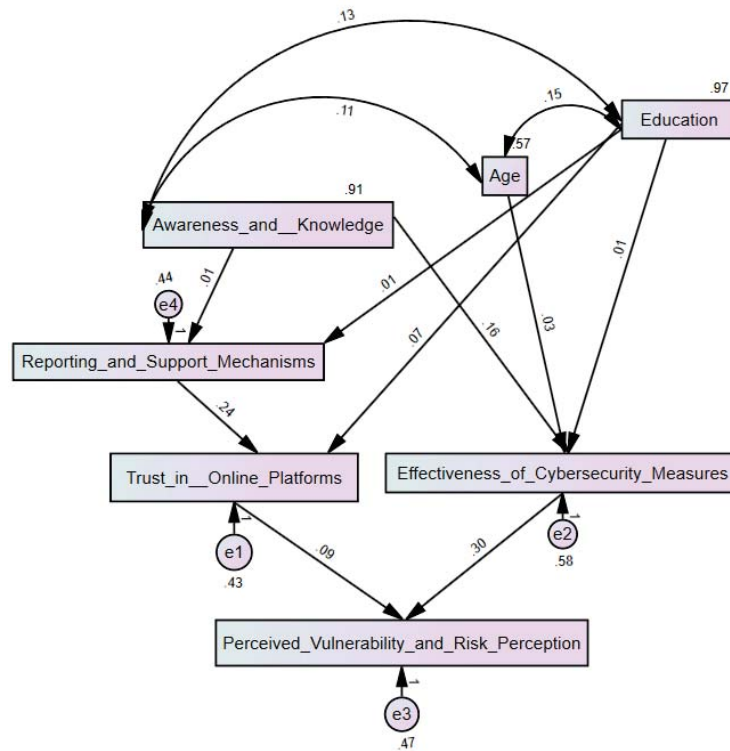 .13
.97
.15
Education
.11
.57
Age
.91
Awareness_and__Knowledge
.01
.44
.01
e4
.01
.03
.16
1
.07
Reporting_and_Support_Mechanisms
.24
Trust_in__Online_Platforms
Effectiveness_of_Cybersecurity_Measures
1
1
e1
.09
.30
e2
.43
.58
Perceived_Vulnerability_and_Risk_Perception
1
e3
.47